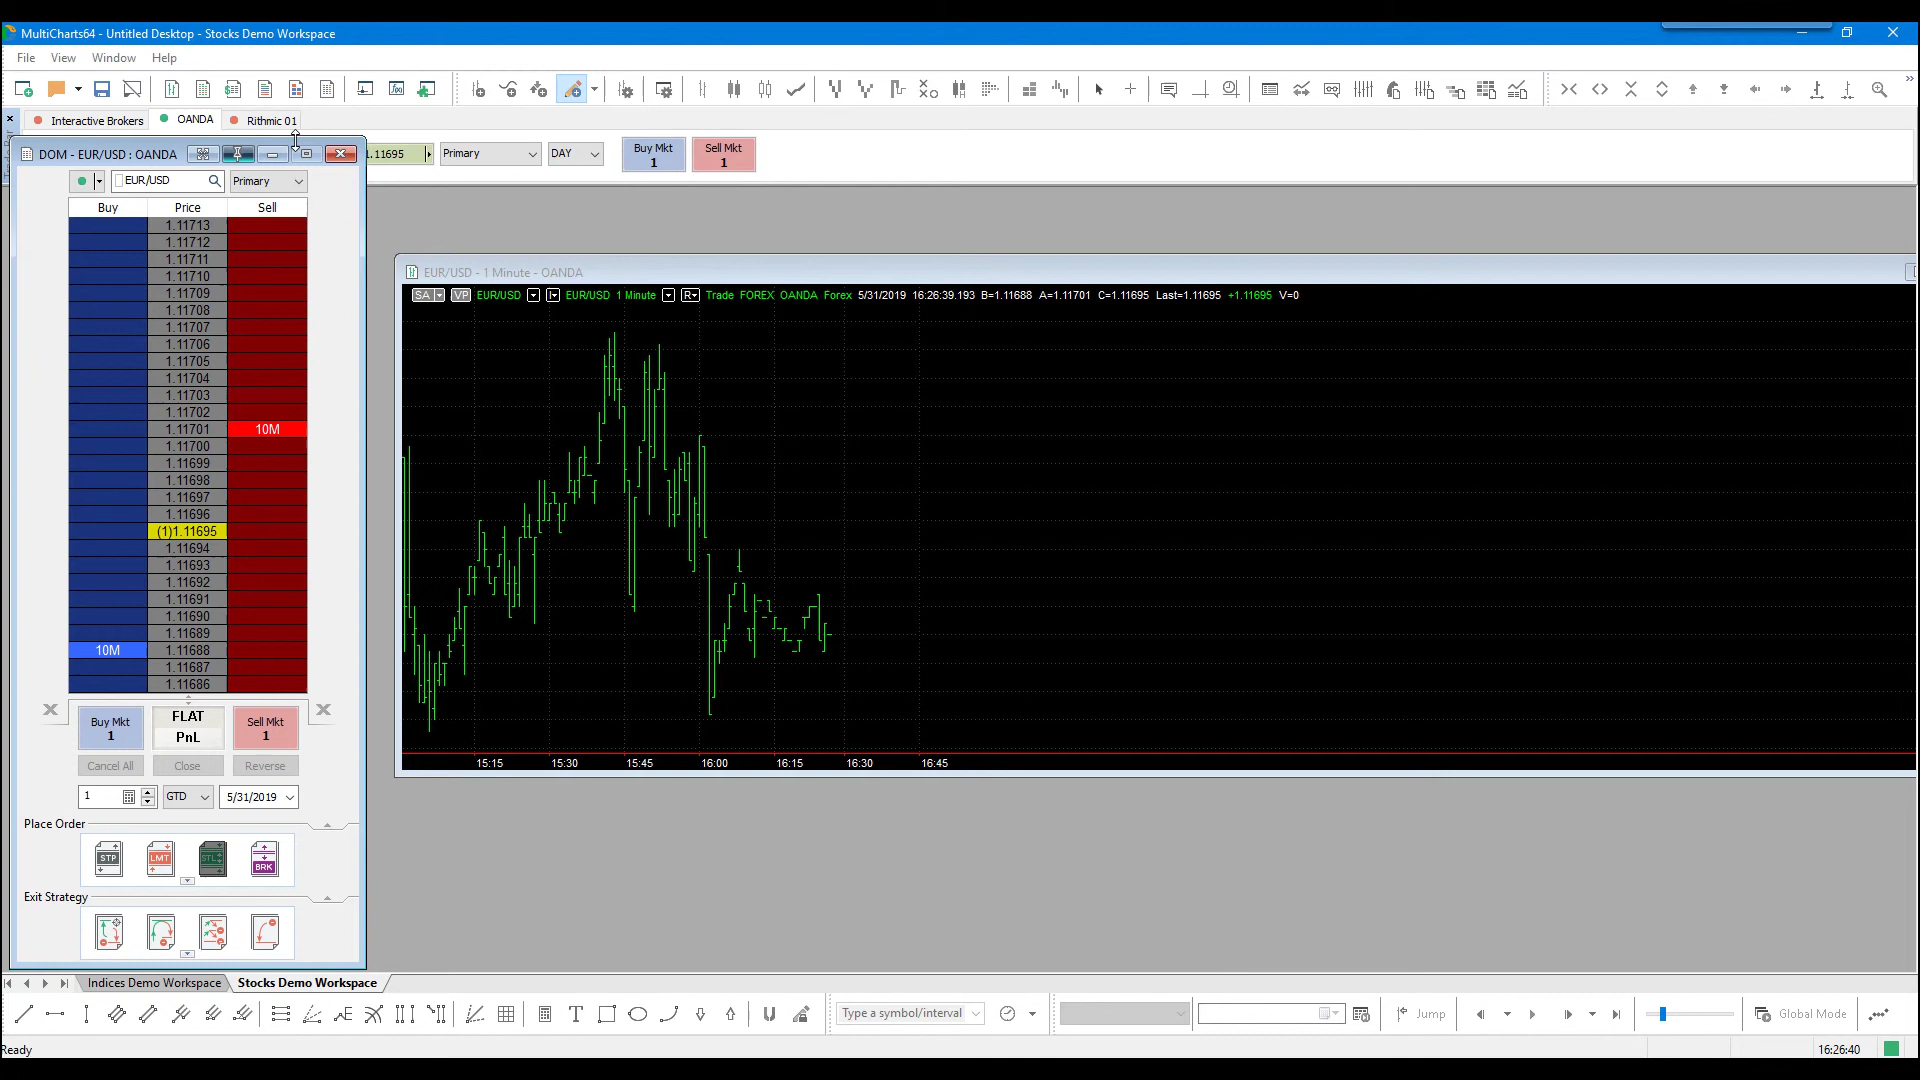 MultiCharts64 - Untitled Desktop - Stocks Demo Workspace
File View Window Help
Interactive Brokers OANDA Rithmic 01
DOM - EUR/USD : OANDA
1.11695 Primary DAY Buy Mkt 1 Sell Mkt 1
EUR/USD Primary
Buy Price Sell
1.11713
1.11712
1.11711
1.11710
1.11709
1.11708
1.11707
1.11706
1.11705
1.11704
1.11703
1.11702
1.11701 10M
1.11700
1.11699
1.11698
1.11697
1.11696
(1)1.11695
1.11694
1.11693
1.11692
1.11691
1.11690
1.11689
10M 1.11688
1.11687
1.11686
Buy Mkt 1 FLAT PnL Sell Mkt 1
Cancel All Close Reverse
1 GTD 5/31/2019
Place Order
STP LMT STL BRK
Exit Strategy
EUR/USD - 1 Minute - OANDA
SA VP EUR/USD I EUR/USD 1 Minute R Trade FOREX OANDA Forex 5/31/2019 16:26:39.193 B=1.11688 A=1.11701 C=1.11695 Last=1.11695 +1.11695 V=0
15:15 15:30 15:45 16:00 16:15 16:30 16:45
Indices Demo Workspace Stocks Demo Workspace
Type a symbol/interval Jump Global Mode
Ready 16:26:40